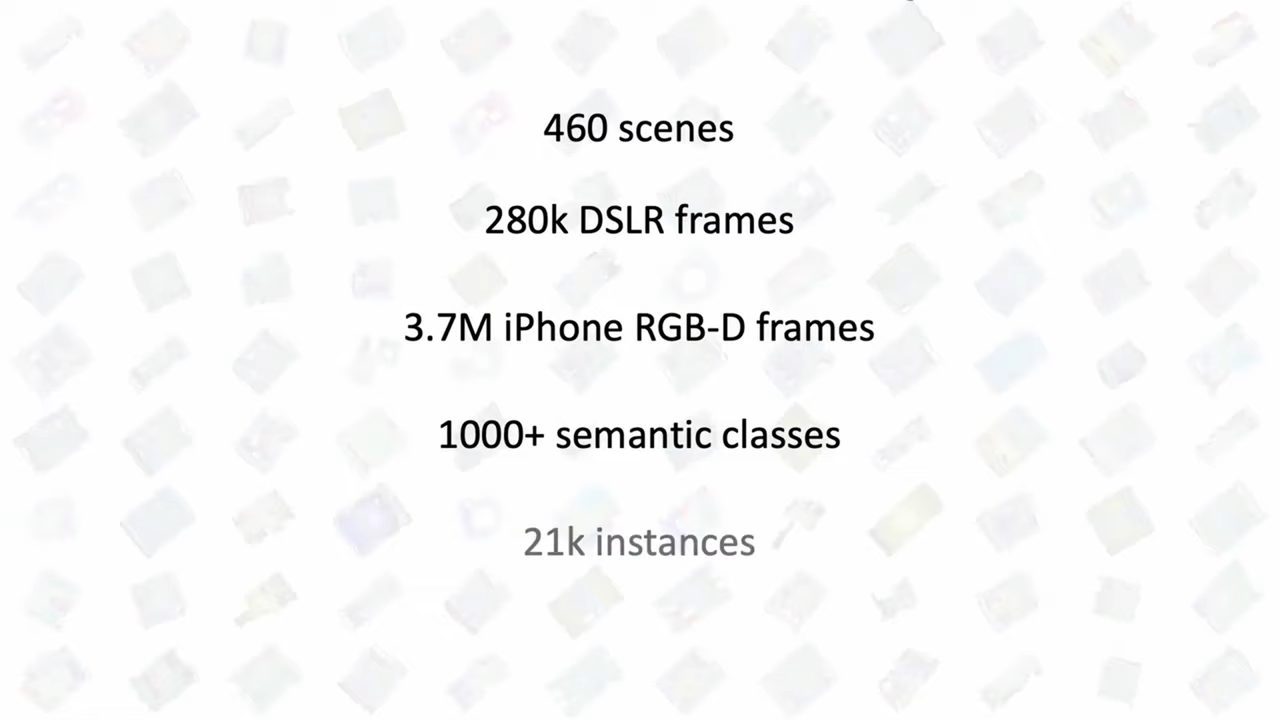 460 scenes
280k DSLR frames
3.7M iPhone RGB-D frames
1000+ semantic classes
21k instances